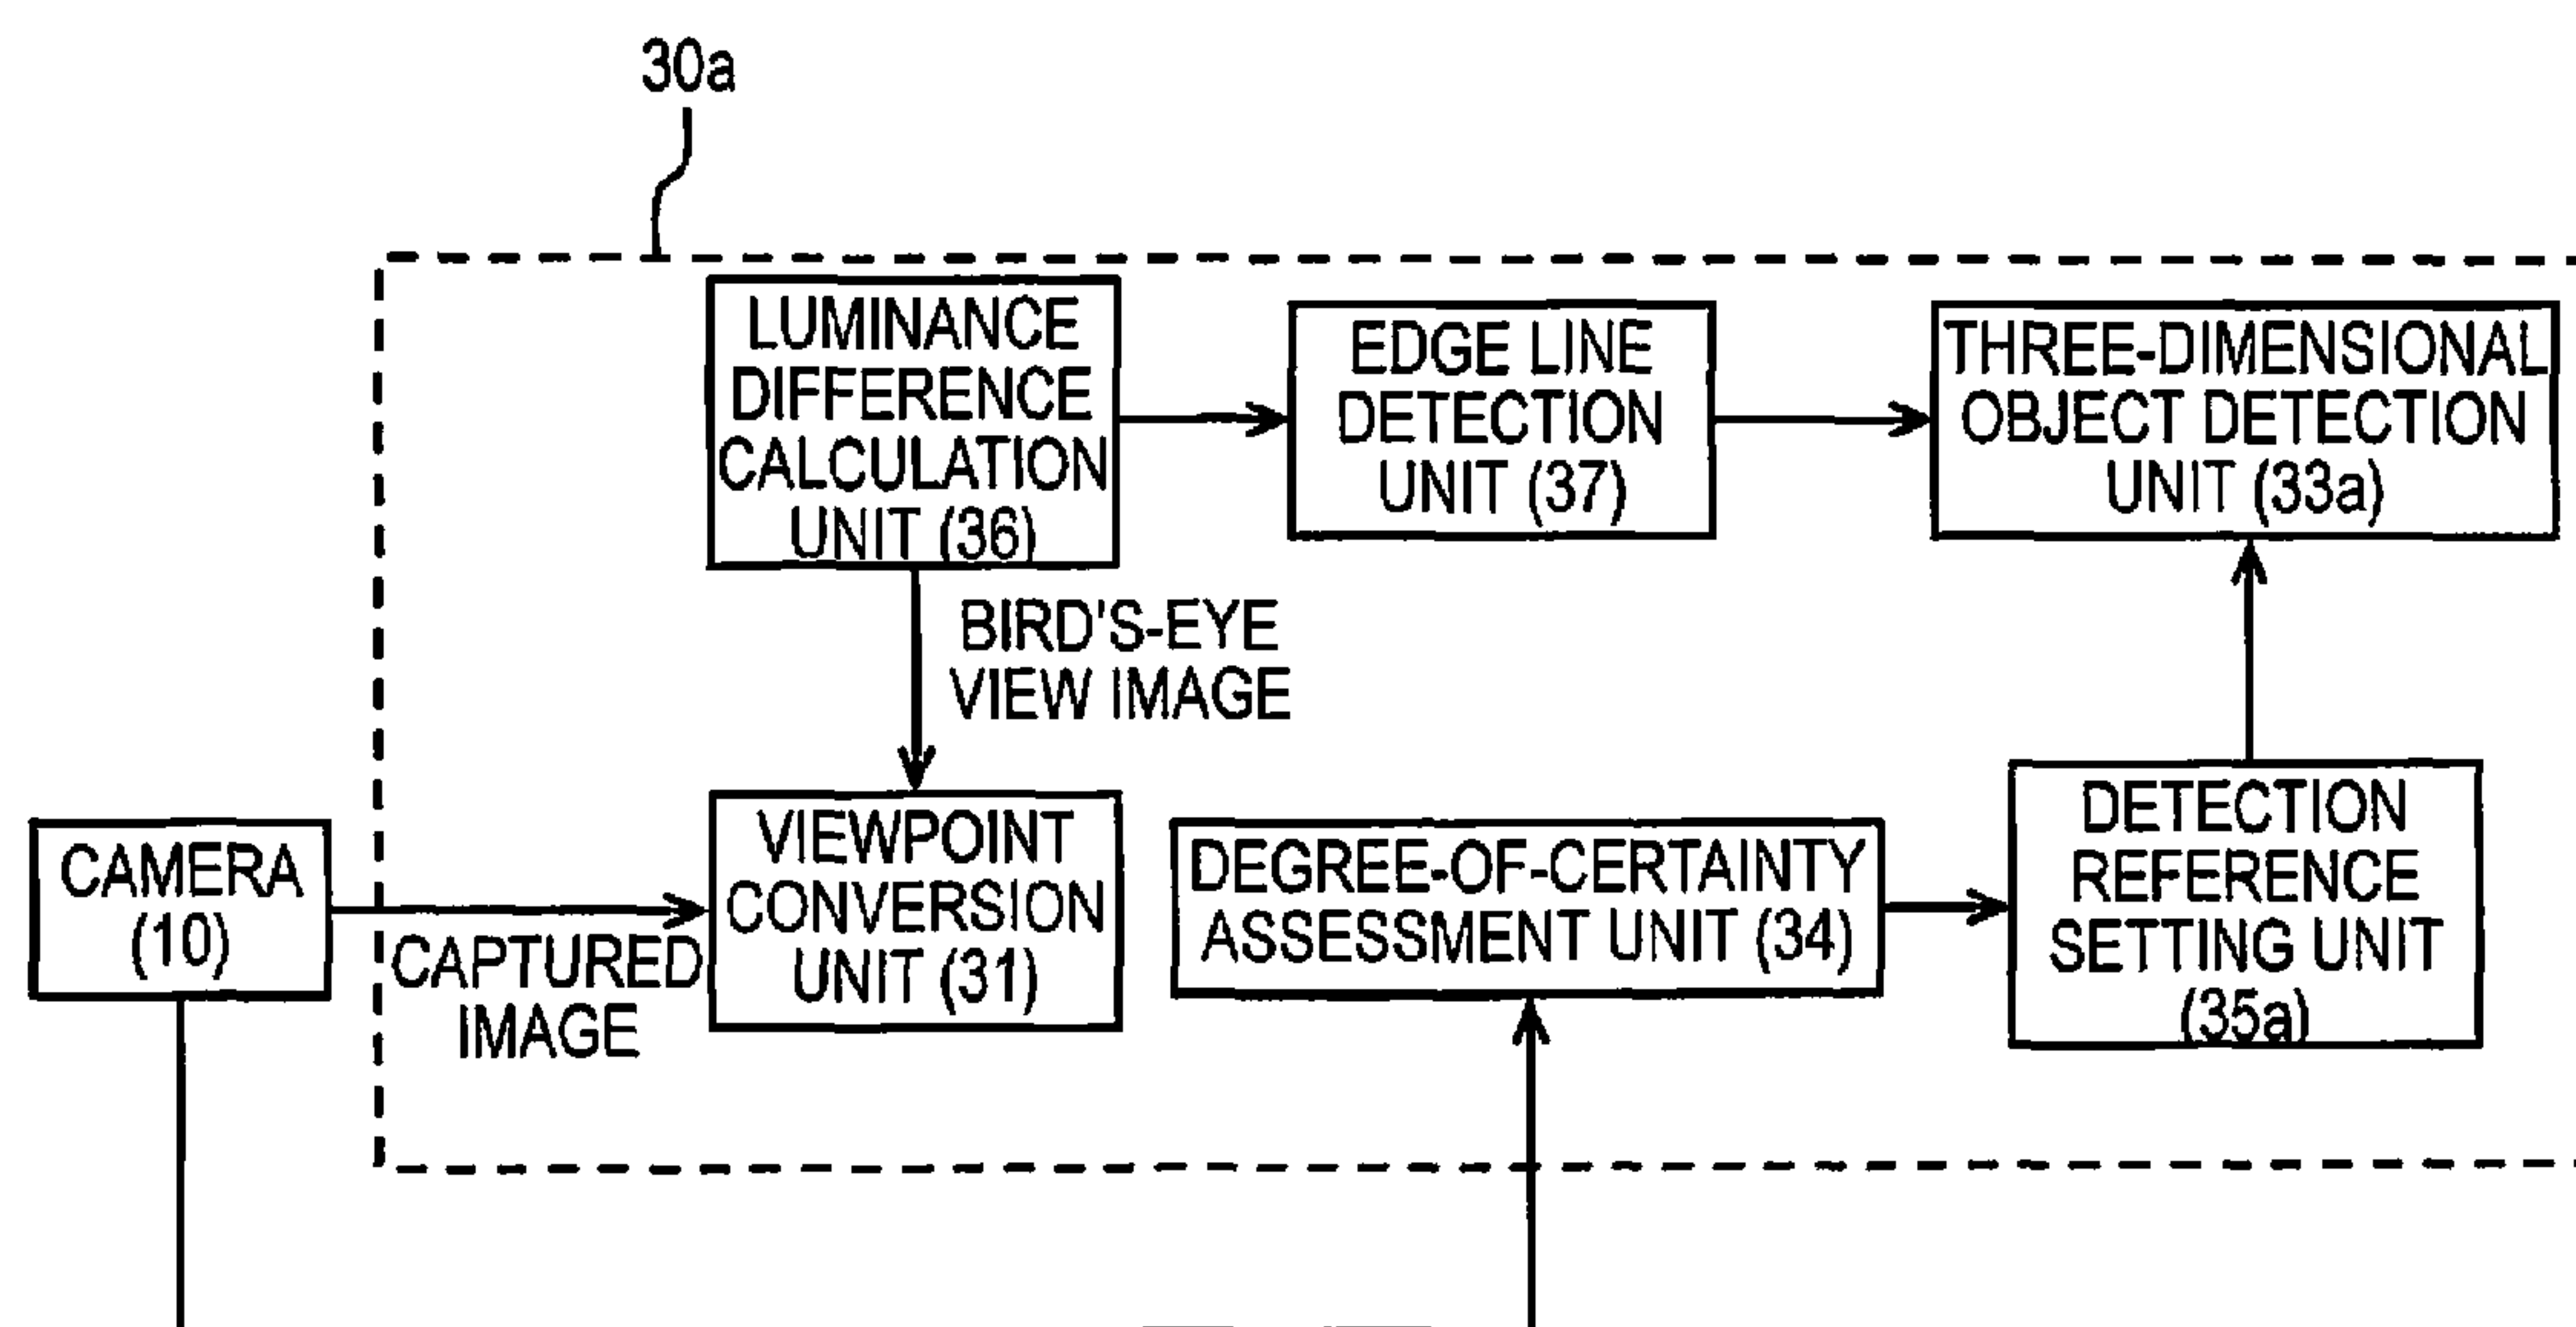 30a
LUMINANCE
DIFFERENCE
CALCULATION
UNIT (36)
EDGE LINE
DETECTION
UNIT (37)
THREE-DIMENSIONAL
OBJECT DETECTION
UNIT (33a)
BIRD'S-EYE
VIEW IMAGE
CAMERA
(10)
CAPTURED
IMAGE
VIEWPOINT
CONVERSION
UNIT (31)
DEGREE-OF-CERTAINTY
ASSESSMENT UNIT (34)
DETECTION
REFERENCE
SETTING UNIT
(35a)